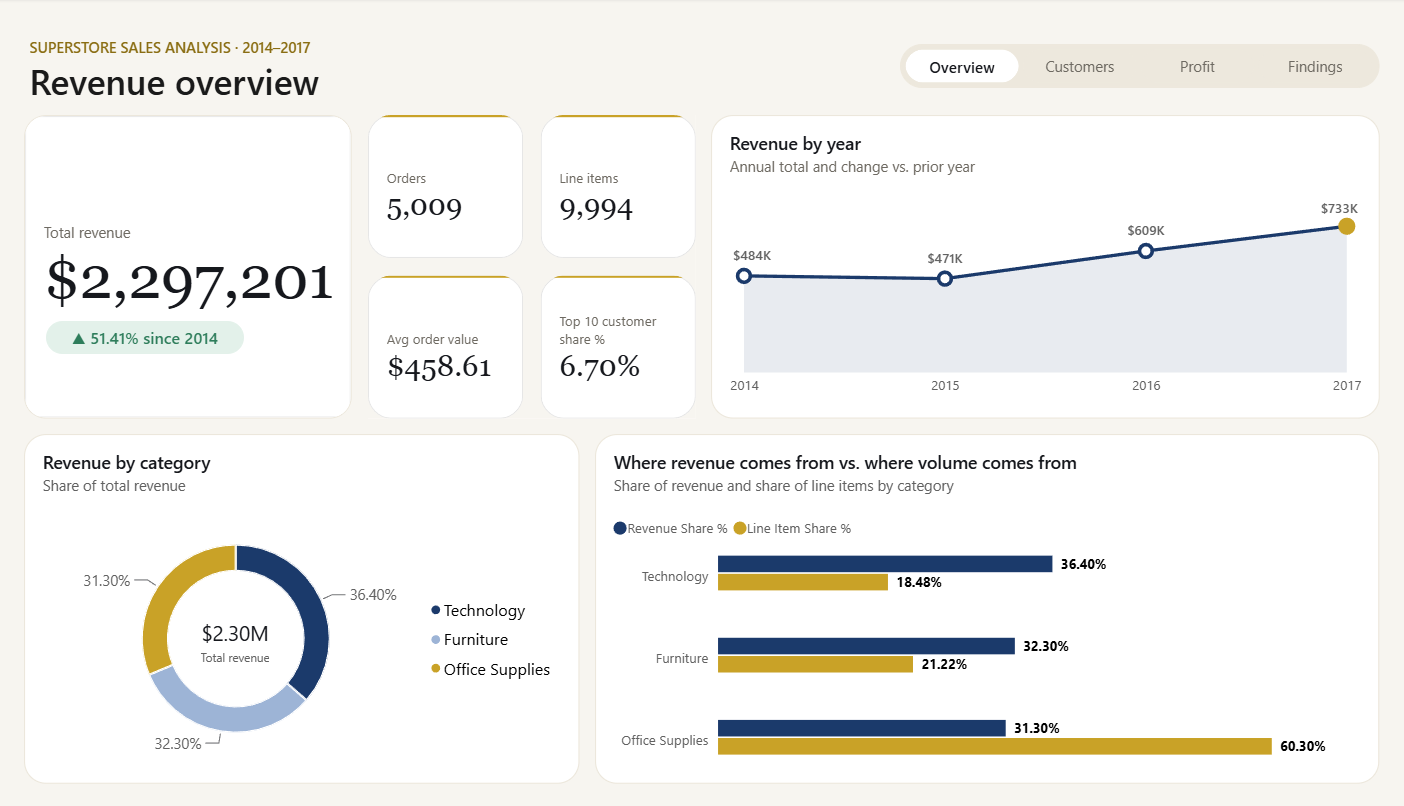 SUPERSTORE SALES ANALYSIS · 2014–2017
Revenue overview
Overview
Customers
Profit
Findings
Total revenue
$2,297,201
▲ 51.41% since 2014
Orders
5,009
Line items
9,994
Avg order value
$458.61
Top 10 customer
share %
6.70%
Revenue by year
Annual total and change vs. prior year
$484K
$471K
$609K
$733K
2014
2015
2016
2017
Revenue by category
Share of total revenue
31.30%
36.40%
32.30%
$2.30M
Total revenue
Technology
Furniture
Office Supplies
Where revenue comes from vs. where volume comes from
Share of revenue and share of line items by category
Revenue Share %
Line Item Share %
Technology
36.40%
18.48%
Furniture
32.30%
21.22%
Office Supplies
31.30%
60.30%